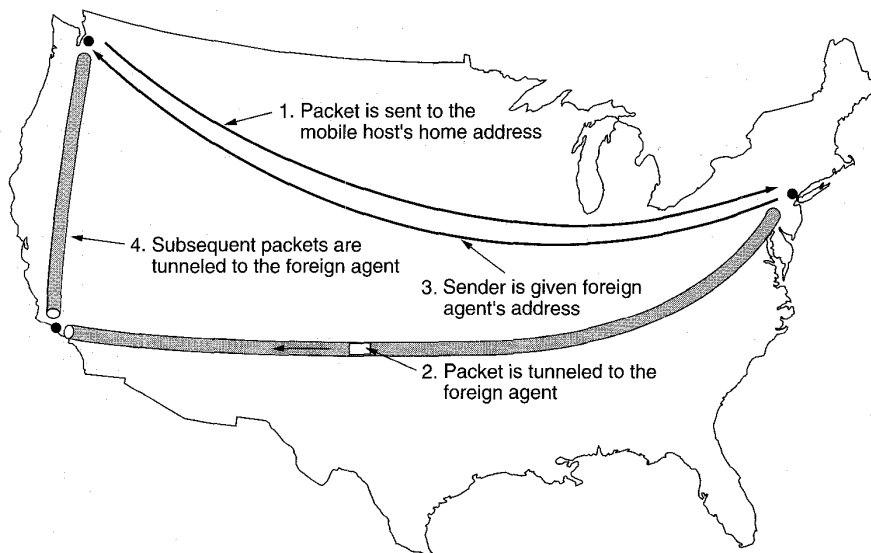 1. Packet is sent to the
mobile host's home address
4. Subsequent packets are
tunneled to the foreign agent
3. Sender is given foreign
agent's address
2. Packet is tunneled to the
foreign agent